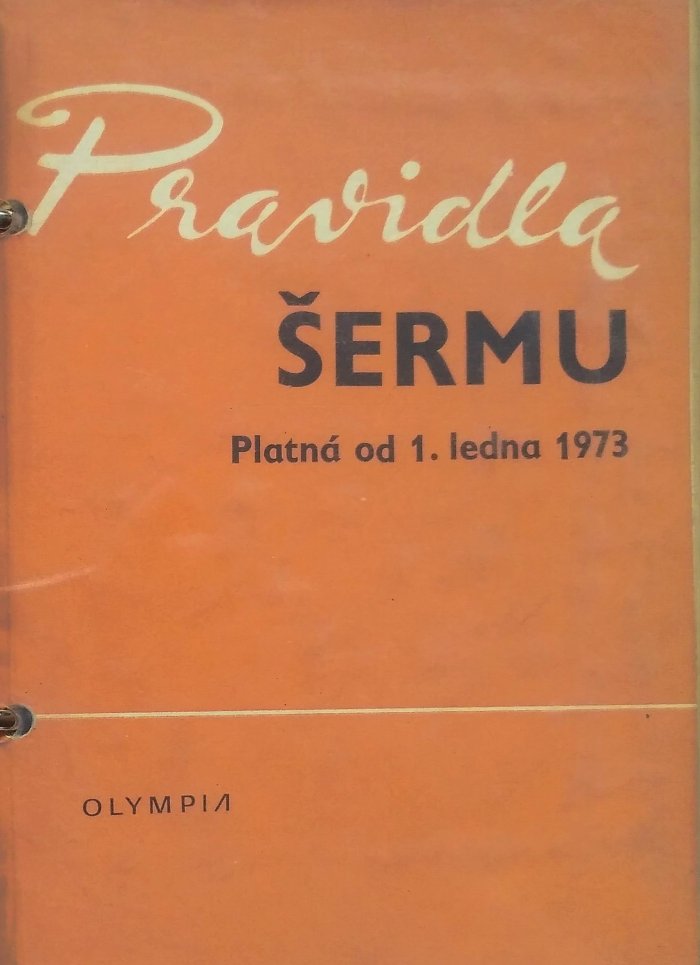 Pravidla
ŠERMU
Platná od 1. ledna 1973
OLYMPIA